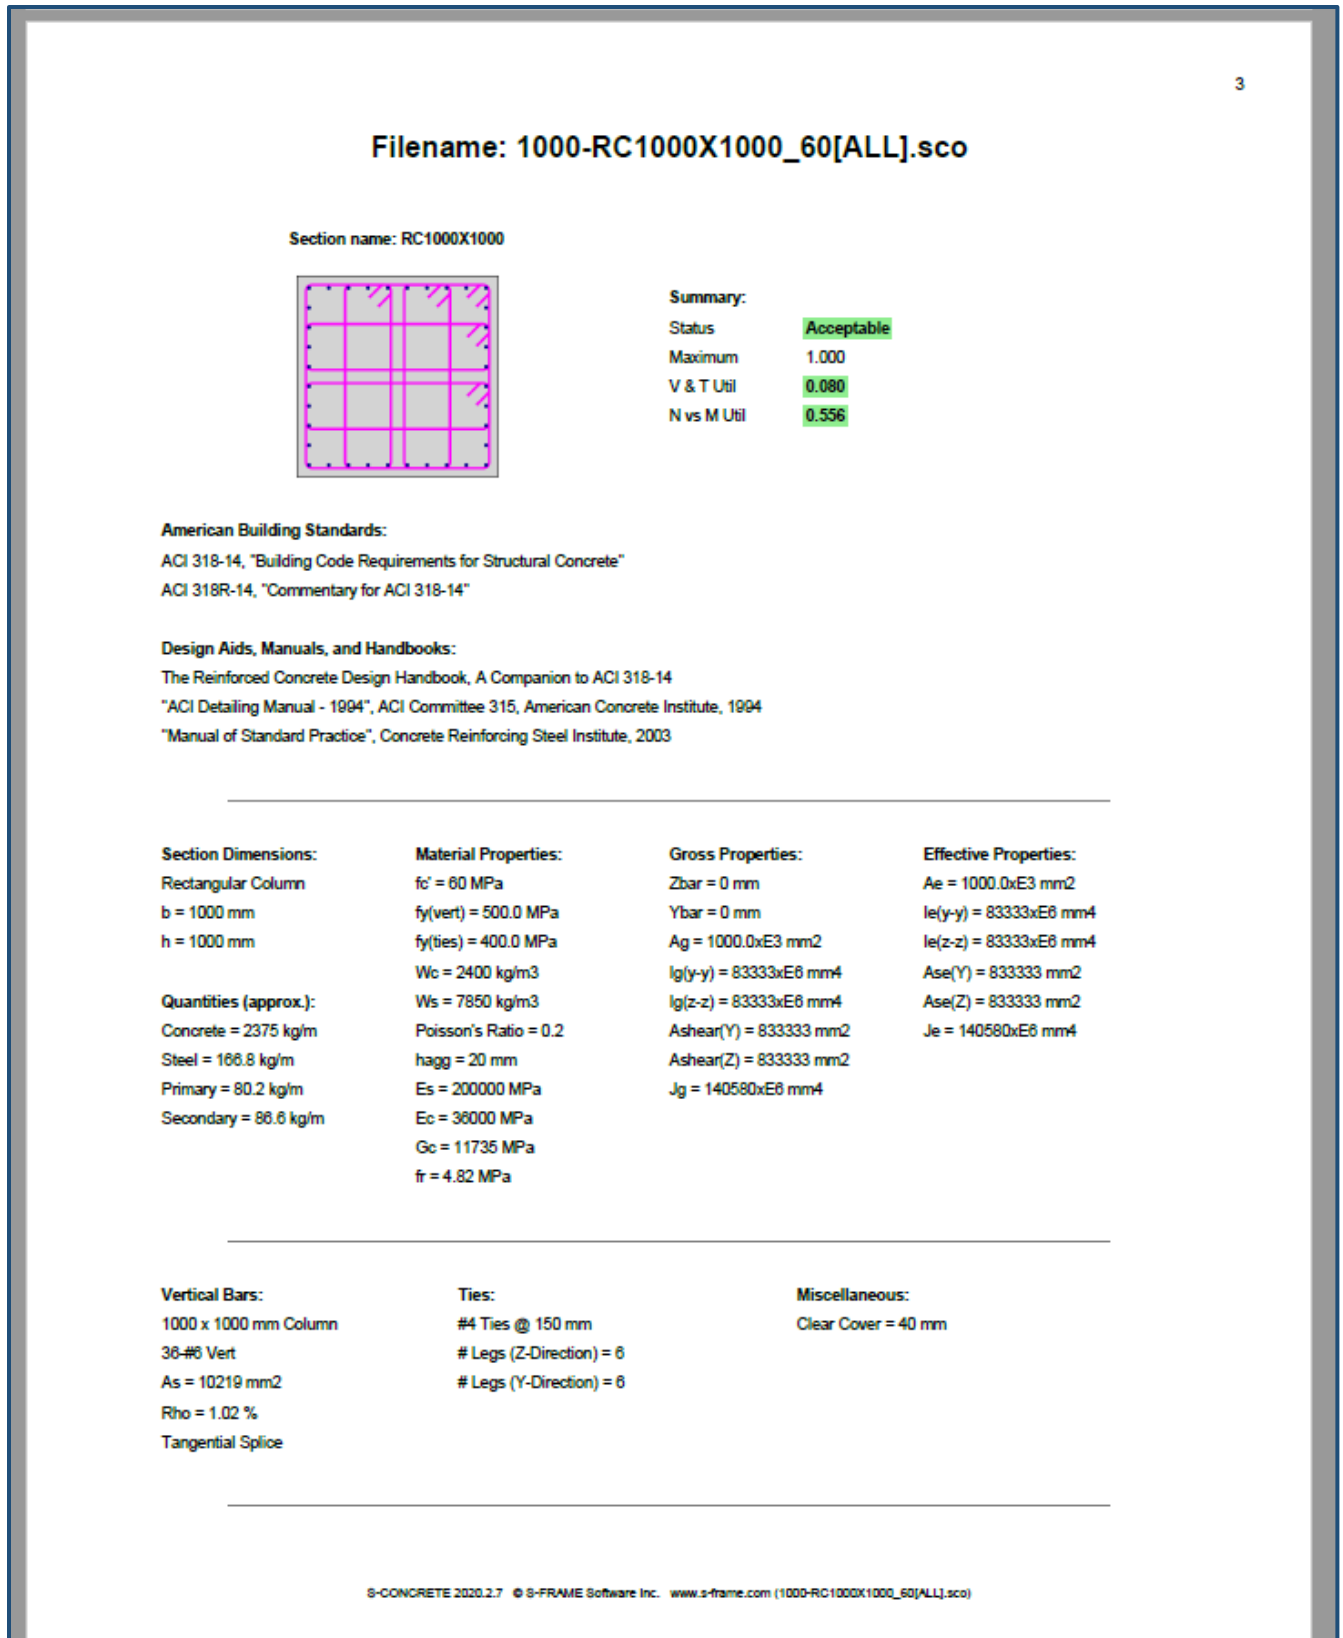 3
Filename: 1000-RC1000X1000_60[ALL].sco
Section name: RC1000X1000
Summary:
Status Acceptable
Maximum 1.000
V & T Util 0.080
N vs M Util 0.556
American Building Standards:
ACI 318-14, "Building Code Requirements for Structural Concrete"
ACI 318R-14, "Commentary for ACI 318-14"
Design Aids, Manuals, and Handbooks:
The Reinforced Concrete Design Handbook, A Companion to ACI 318-14
"ACI Detailing Manual - 1994", ACI Committee 315, American Concrete Institute, 1994
"Manual of Standard Practice", Concrete Reinforcing Steel Institute, 2003
Section Dimensions:
Rectangular Column
b = 1000 mm
h = 1000 mm
Quantities (approx.):
Concrete = 2375 kg/m
Steel = 166.8 kg/m
Primary = 80.2 kg/m
Secondary = 86.6 kg/m
Material Properties:
fc' = 60 MPa
fy(vert) = 500.0 MPa
fy(ties) = 400.0 MPa
Wc = 2400 kg/m3
Ws = 7850 kg/m3
Poisson's Ratio = 0.2
hagg = 20 mm
Es = 200000 MPa
Ec = 36000 MPa
Gc = 11735 MPa
fr = 4.82 MPa
Gross Properties:
Zbar = 0 mm
Ybar = 0 mm
Ag = 1000.0xE3 mm2
Ig(y-y) = 83333xE6 mm4
Ig(z-z) = 83333xE6 mm4
Ashear(Y) = 833333 mm2
Ashear(Z) = 833333 mm2
Jg = 140580xE6 mm4
Effective Properties:
Ae = 1000.0xE3 mm2
Ie(y-y) = 83333xE6 mm4
Ie(z-z) = 83333xE6 mm4
Ase(Y) = 833333 mm2
Ase(Z) = 833333 mm2
Je = 140580xE6 mm4
Vertical Bars:
1000 x 1000 mm Column
36-#6 Vert
As = 10219 mm2
Rho = 1.02 %
Tangential Splice
Ties:
#4 Ties @ 150 mm
# Legs (Z-Direction) = 6
# Legs (Y-Direction) = 6
Miscellaneous:
Clear Cover = 40 mm
S-CONCRETE 2020.2.7 © S-FRAME Software Inc. www.s-frame.com (1000-RC1000X1000_60[ALL].sco)